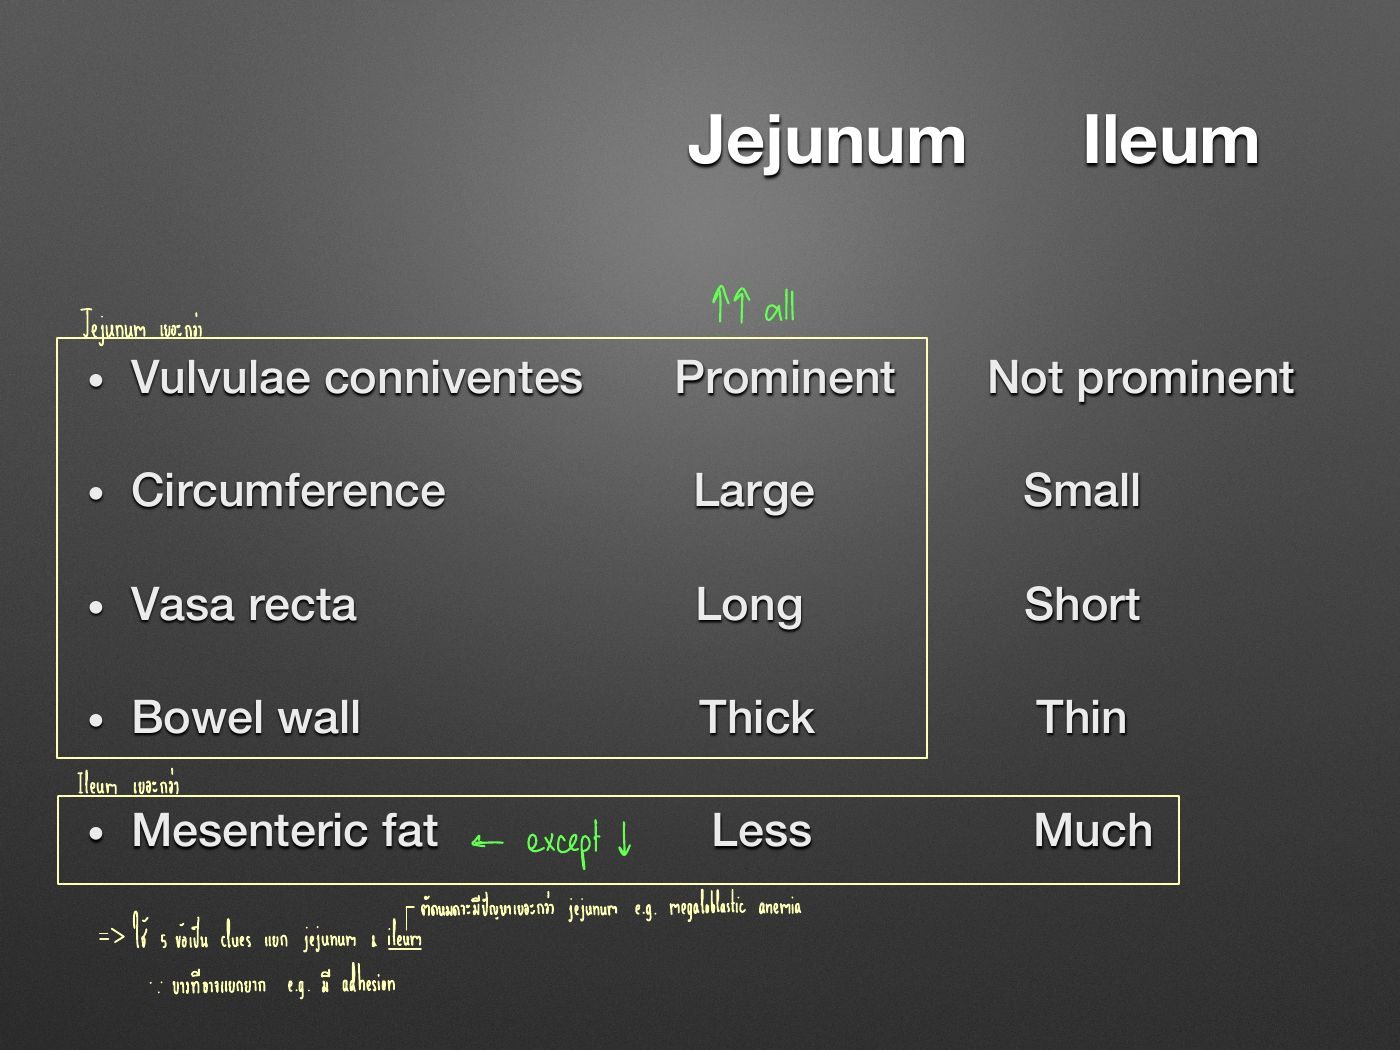 Jejunum Ileum
↑↑ all
Jejunum เยอะกว่า
• Vulvulae conniventes Prominent Not prominent
• Circumference Large Small
• Vasa recta Long Short
• Bowel wall Thick Thin
Ileum เยอะกว่า
• Mesenteric fat ← except ↓ Less Much
ตัดหมดจะมีปัญหาเยอะกว่า jejunum e.g. megaloblastic anemia
=> ใช้ 5 ข้อเป็น clues แยก jejunum & ileum
∵ บางทีอาจแยกยาก e.g. มี adhesion